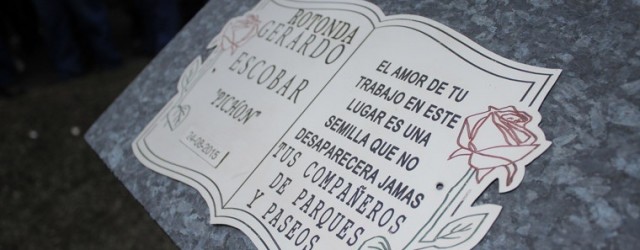 ROTONDA
GERARDO
ESCOBAR
"PICHON"
04-06-2015
EL AMOR DE TU
TRABAJO EN ESTE
LUGAR ES UNA
SEMILLA QUE NO
DESAPARECERA JAMAS
TUS COMPAÑEROS
DE PARQUES
Y PASEOS